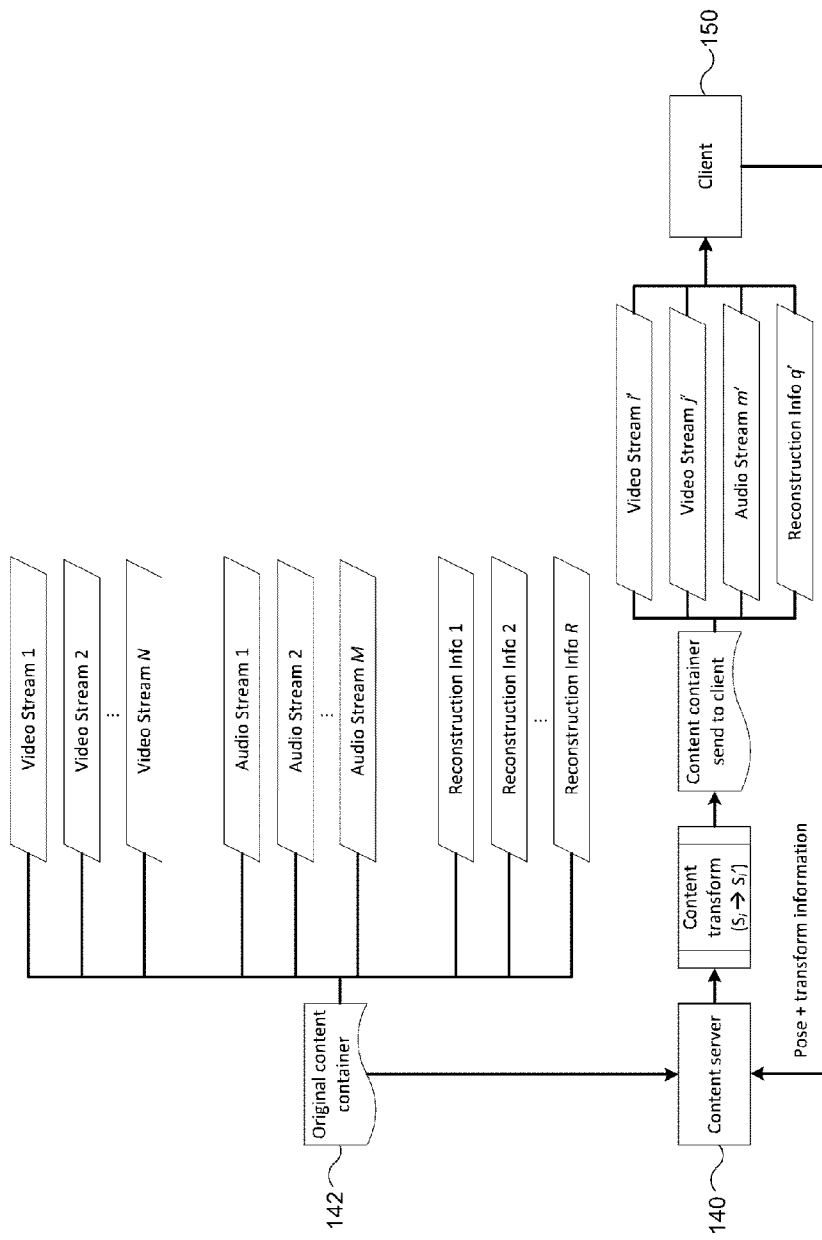 Video Stream 1
Video Stream 2
...
Video Stream N
Audio Stream 1
Audio Stream 2
...
Audio Stream M
Reconstruction Info 1
Reconstruction Info 2
...
Reconstruction Info R
Original content
container
142
Content server
140
Content
transform
(Si → Si')
Content container
send to client
Video Stream i'
Video Stream j'
Audio Stream m'
Reconstruction Info q'
Client
150
Pose + transform information